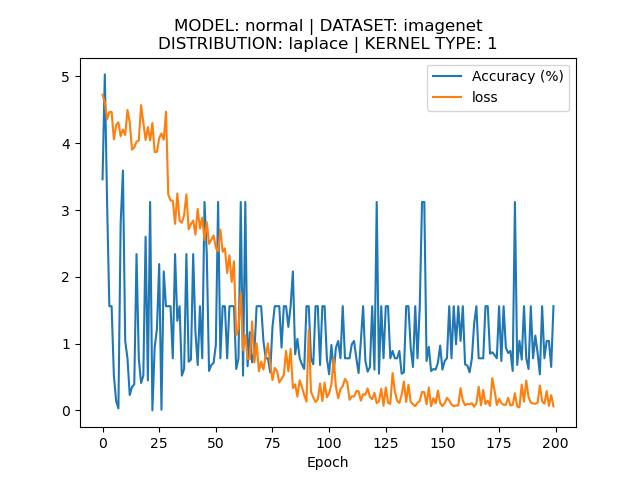 MODEL: normal | DATASET: imagenet
DISTRIBUTION: laplace | KERNEL TYPE: 1
Accuracy (%)
loss
5
4
3
2
1
0
0 25 50 75 100 125 150 175 200
Epoch